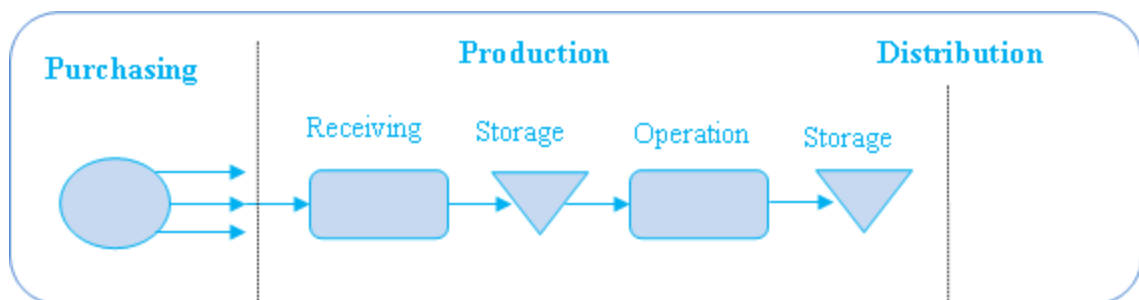 Purchasing
Production
Distribution
Receiving
Storage
Operation
Storage